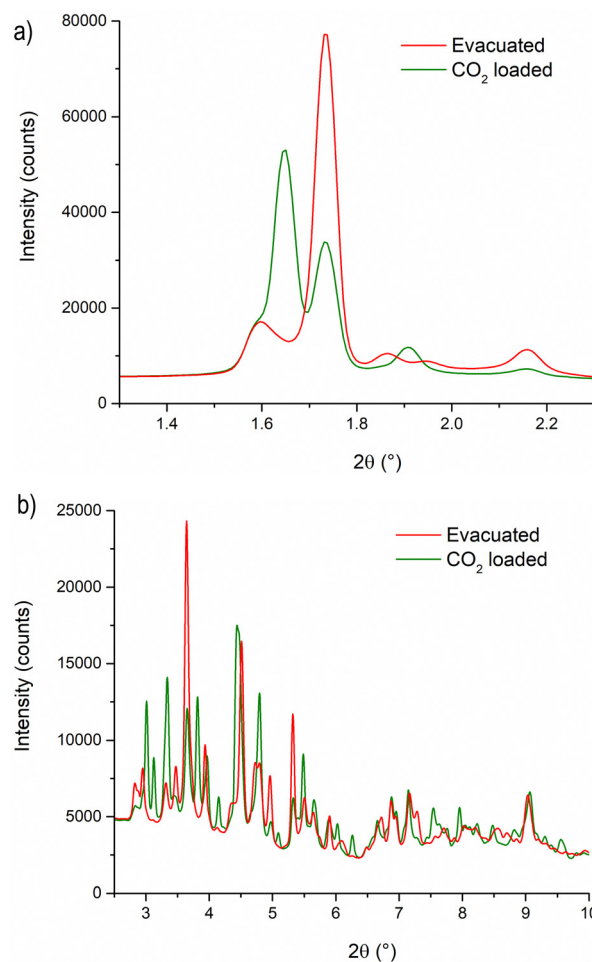 a)
Evacuated
CO₂ loaded
80000
60000
40000
20000
0
Intensity (counts)
1.4 1.6 1.8 2.0 2.2
2θ (°)
b)
Evacuated
CO₂ loaded
25000
20000
15000
10000
5000
0
Intensity (counts)
3 4 5 6 7 8 9 10
2θ (°)